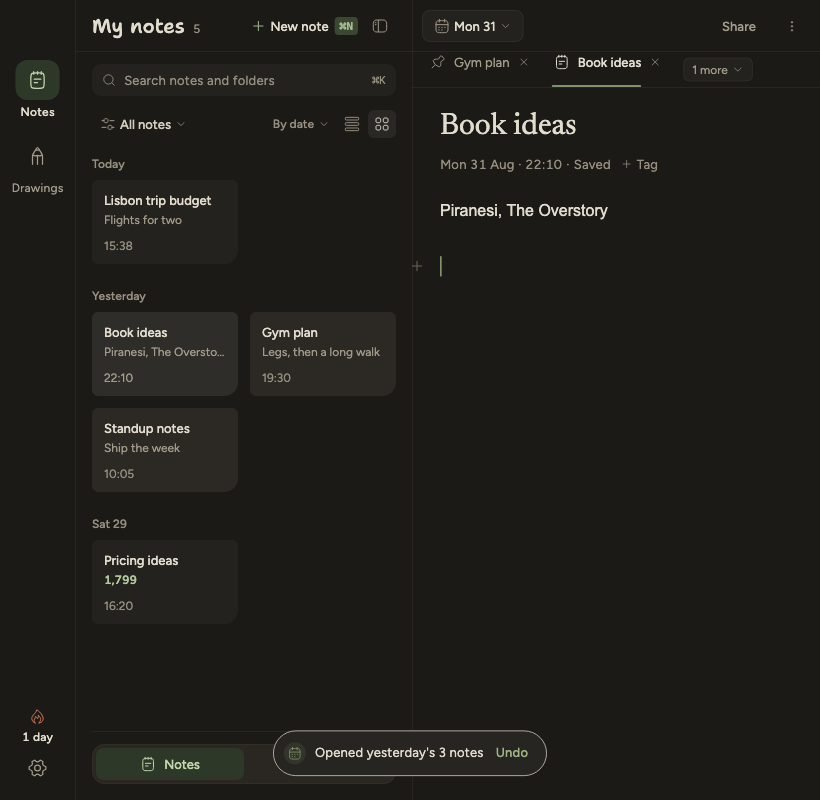 My notes 5
+ New note ⌘N
Mon 31
Share
Search notes and folders ⌘K
Gym plan
Book ideas
1 more
Notes
Drawings
All notes
By date
Today
Lisbon trip budget
Flights for two
15:38
Yesterday
Book ideas
Piranesi, The Oversto...
22:10
Gym plan
Legs, then a long walk
19:30
Standup notes
Ship the week
10:05
Sat 29
Pricing ideas
1,799
16:20
Book ideas
Mon 31 Aug · 22:10 · Saved + Tag
Piranesi, The Overstory
1 day
Notes
Opened yesterday's 3 notes Undo